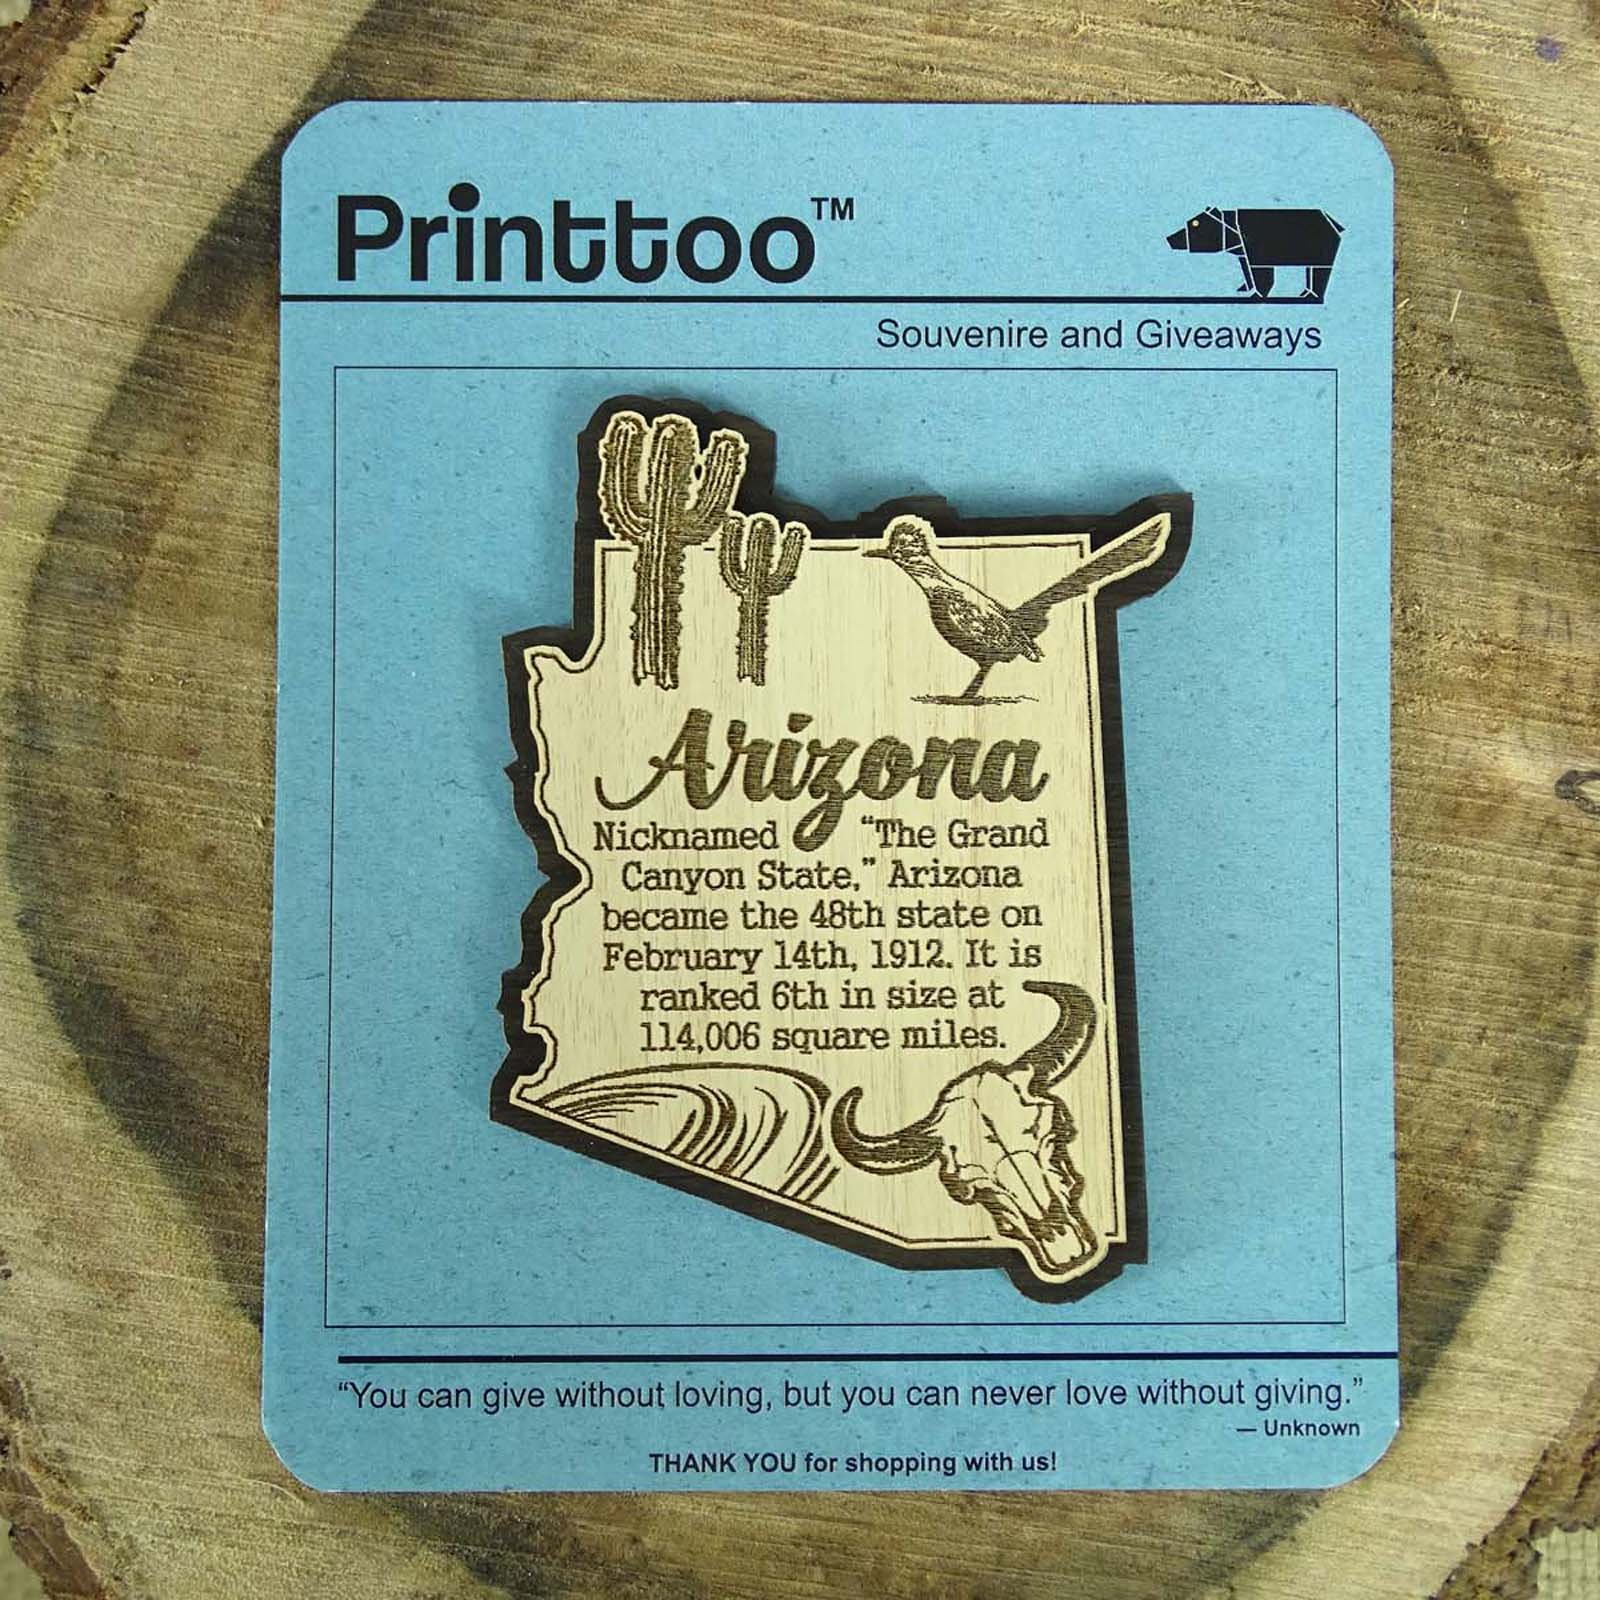 Printtoo™
Souvenire and Giveaways
Arizona
Nicknamed “The Grand
Canyon State,” Arizona
became the 48th state on
February 14th, 1912. It is
ranked 6th in size at
114,006 square miles.
“You can give without loving, but you can never love without giving.”
— Unknown
THANK YOU for shopping with us!